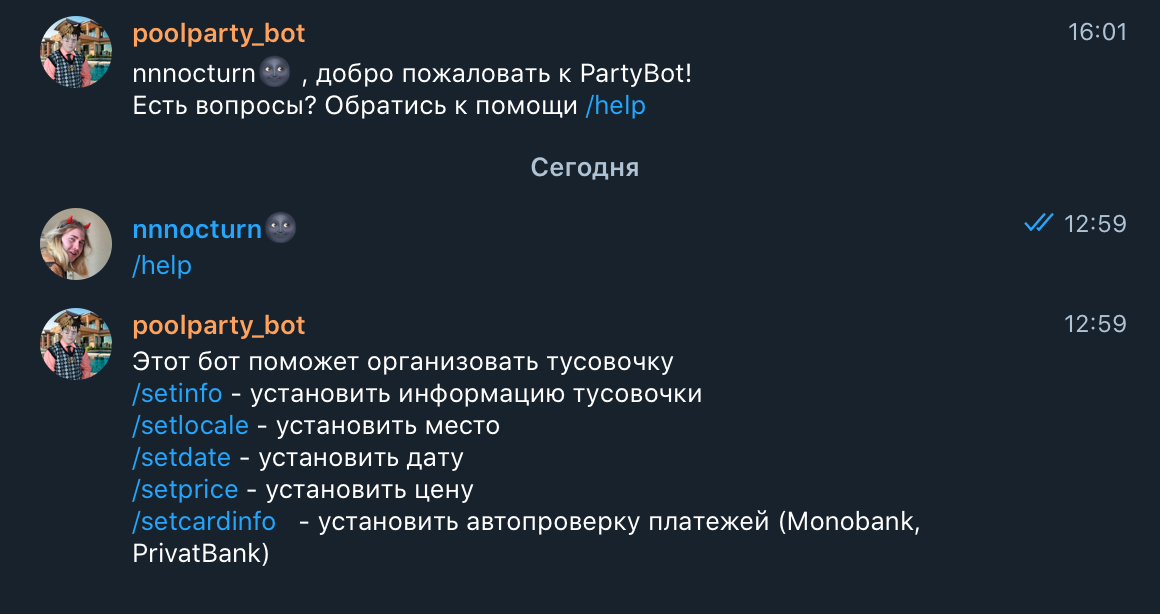 poolparty_bot 16:01
nnnocturn🌚 , добро пожаловать к PartyBot!
Есть вопросы? Обратись к помощи /help
Сегодня
nnnocturn🌚 12:59
/help
poolparty_bot 12:59
Этот бот поможет организовать тусовочку
/setinfo - установить информацию тусовочки
/setlocale - установить место
/setdate - установить дату
/setprice - установить цену
/setcardinfo - установить автопроверку платежей (Monobank,
PrivatBank)